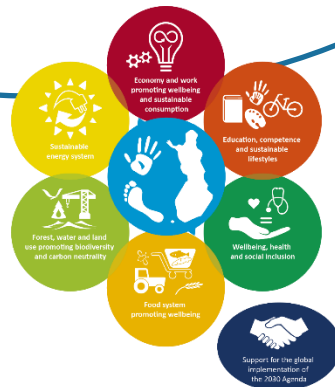 Economy and work
promoting wellbeing
and sustainable
consumption
Sustainable
energy system
Education, competence
and sustainable
lifestyles
Forest, water and land
use promoting biodiversity
and carbon neutrality
Wellbeing, health
and social inclusion
Food system
promoting wellbeing
Support for the global
implementation of
the 2030 Agenda